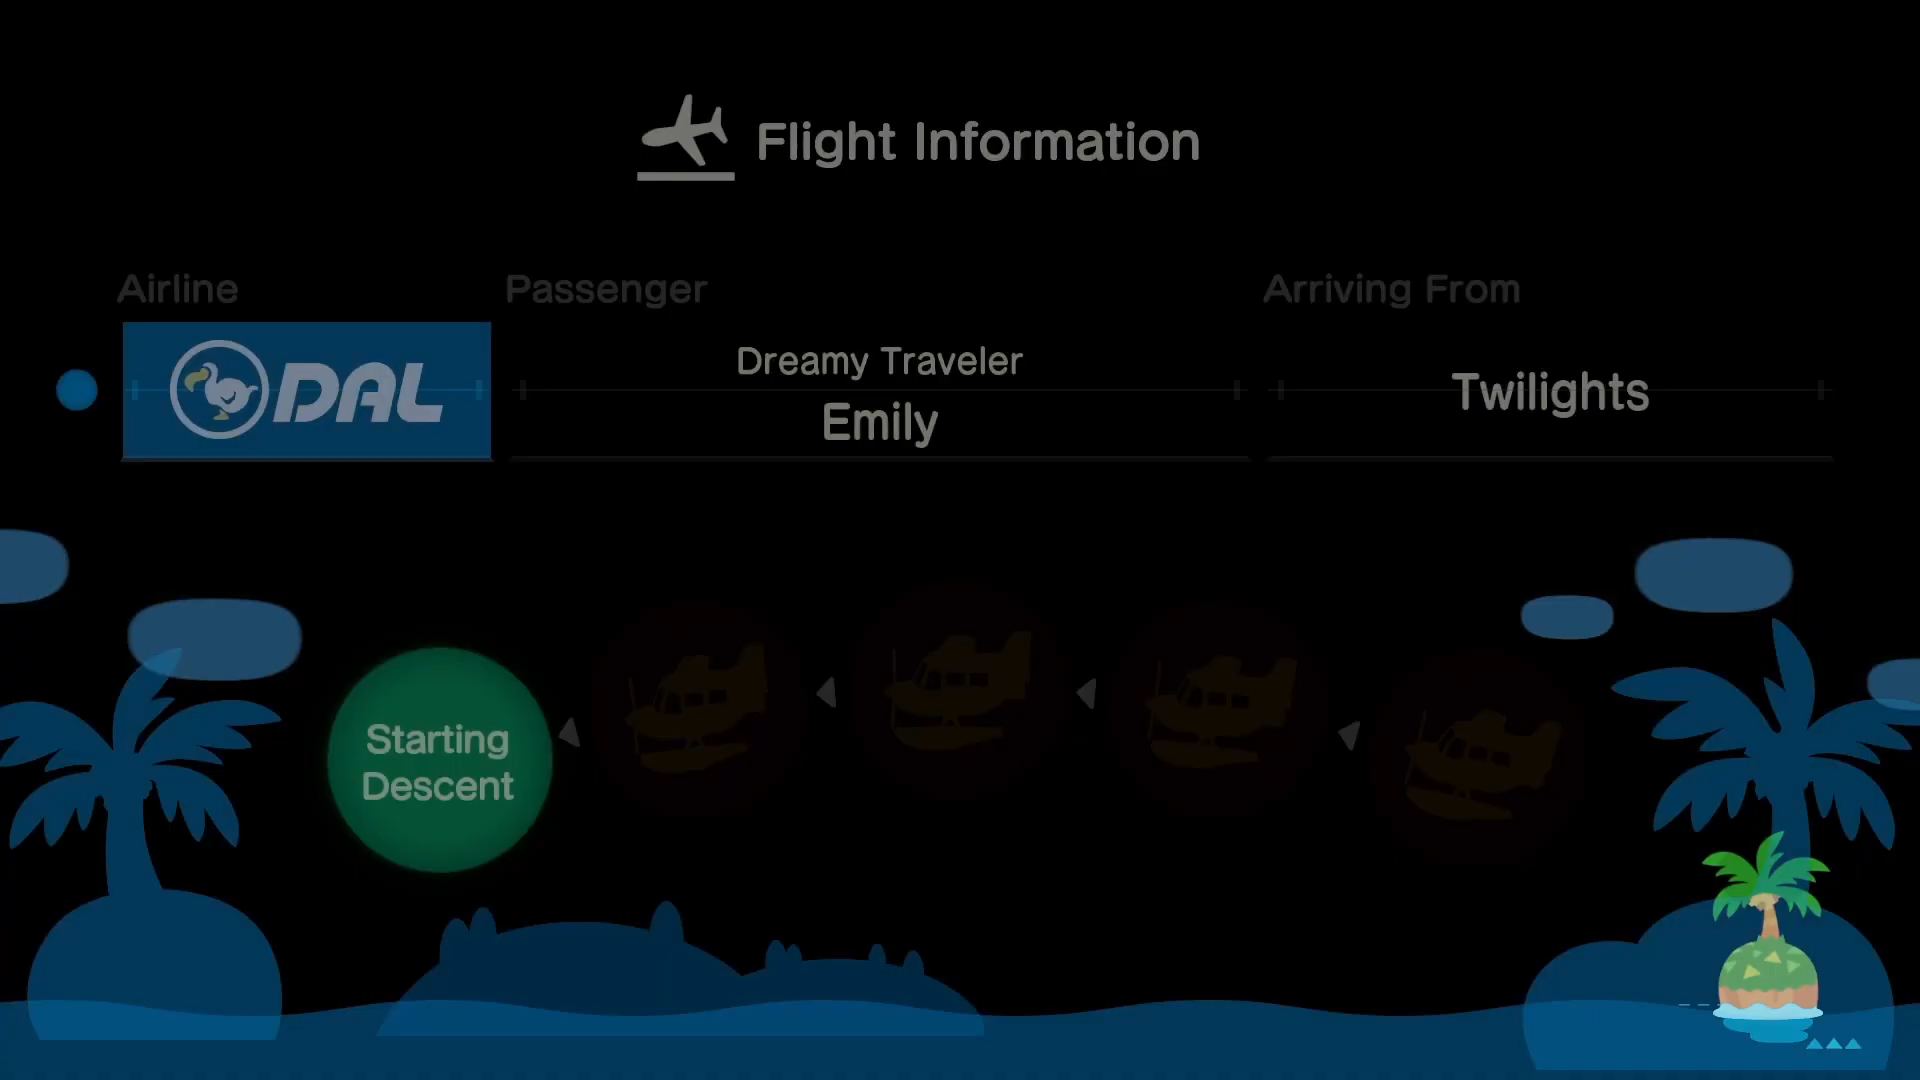 Flight Information
Airline
Passenger
Arriving From
DAL
Dreamy Traveler
Emily
Twilights
Starting
Descent